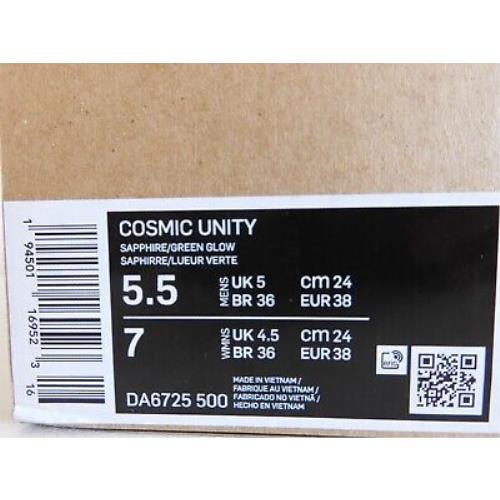 COSMIC UNITY
SAPPHIRE/GREEN GLOW
SAPHIRRE/LUEUR VERTE
5.5 MENS UK 5 cm 24
BR 36 EUR 38
7 WMNS UK 4.5 cm 24
BR 36 EUR 38
MADE IN VIETNAM/
FABRIQUÉ AU VIETNAM/
FABRICADO NO VIETNÃ/
HECHO EN VIETNAM
DA6725 500
1 94501 16952 3
16